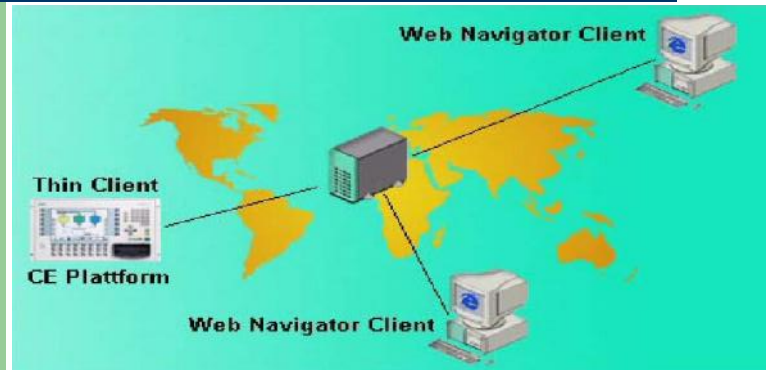 Web Navigator Client
Thin Client
CE Plattform
Web Navigator Client